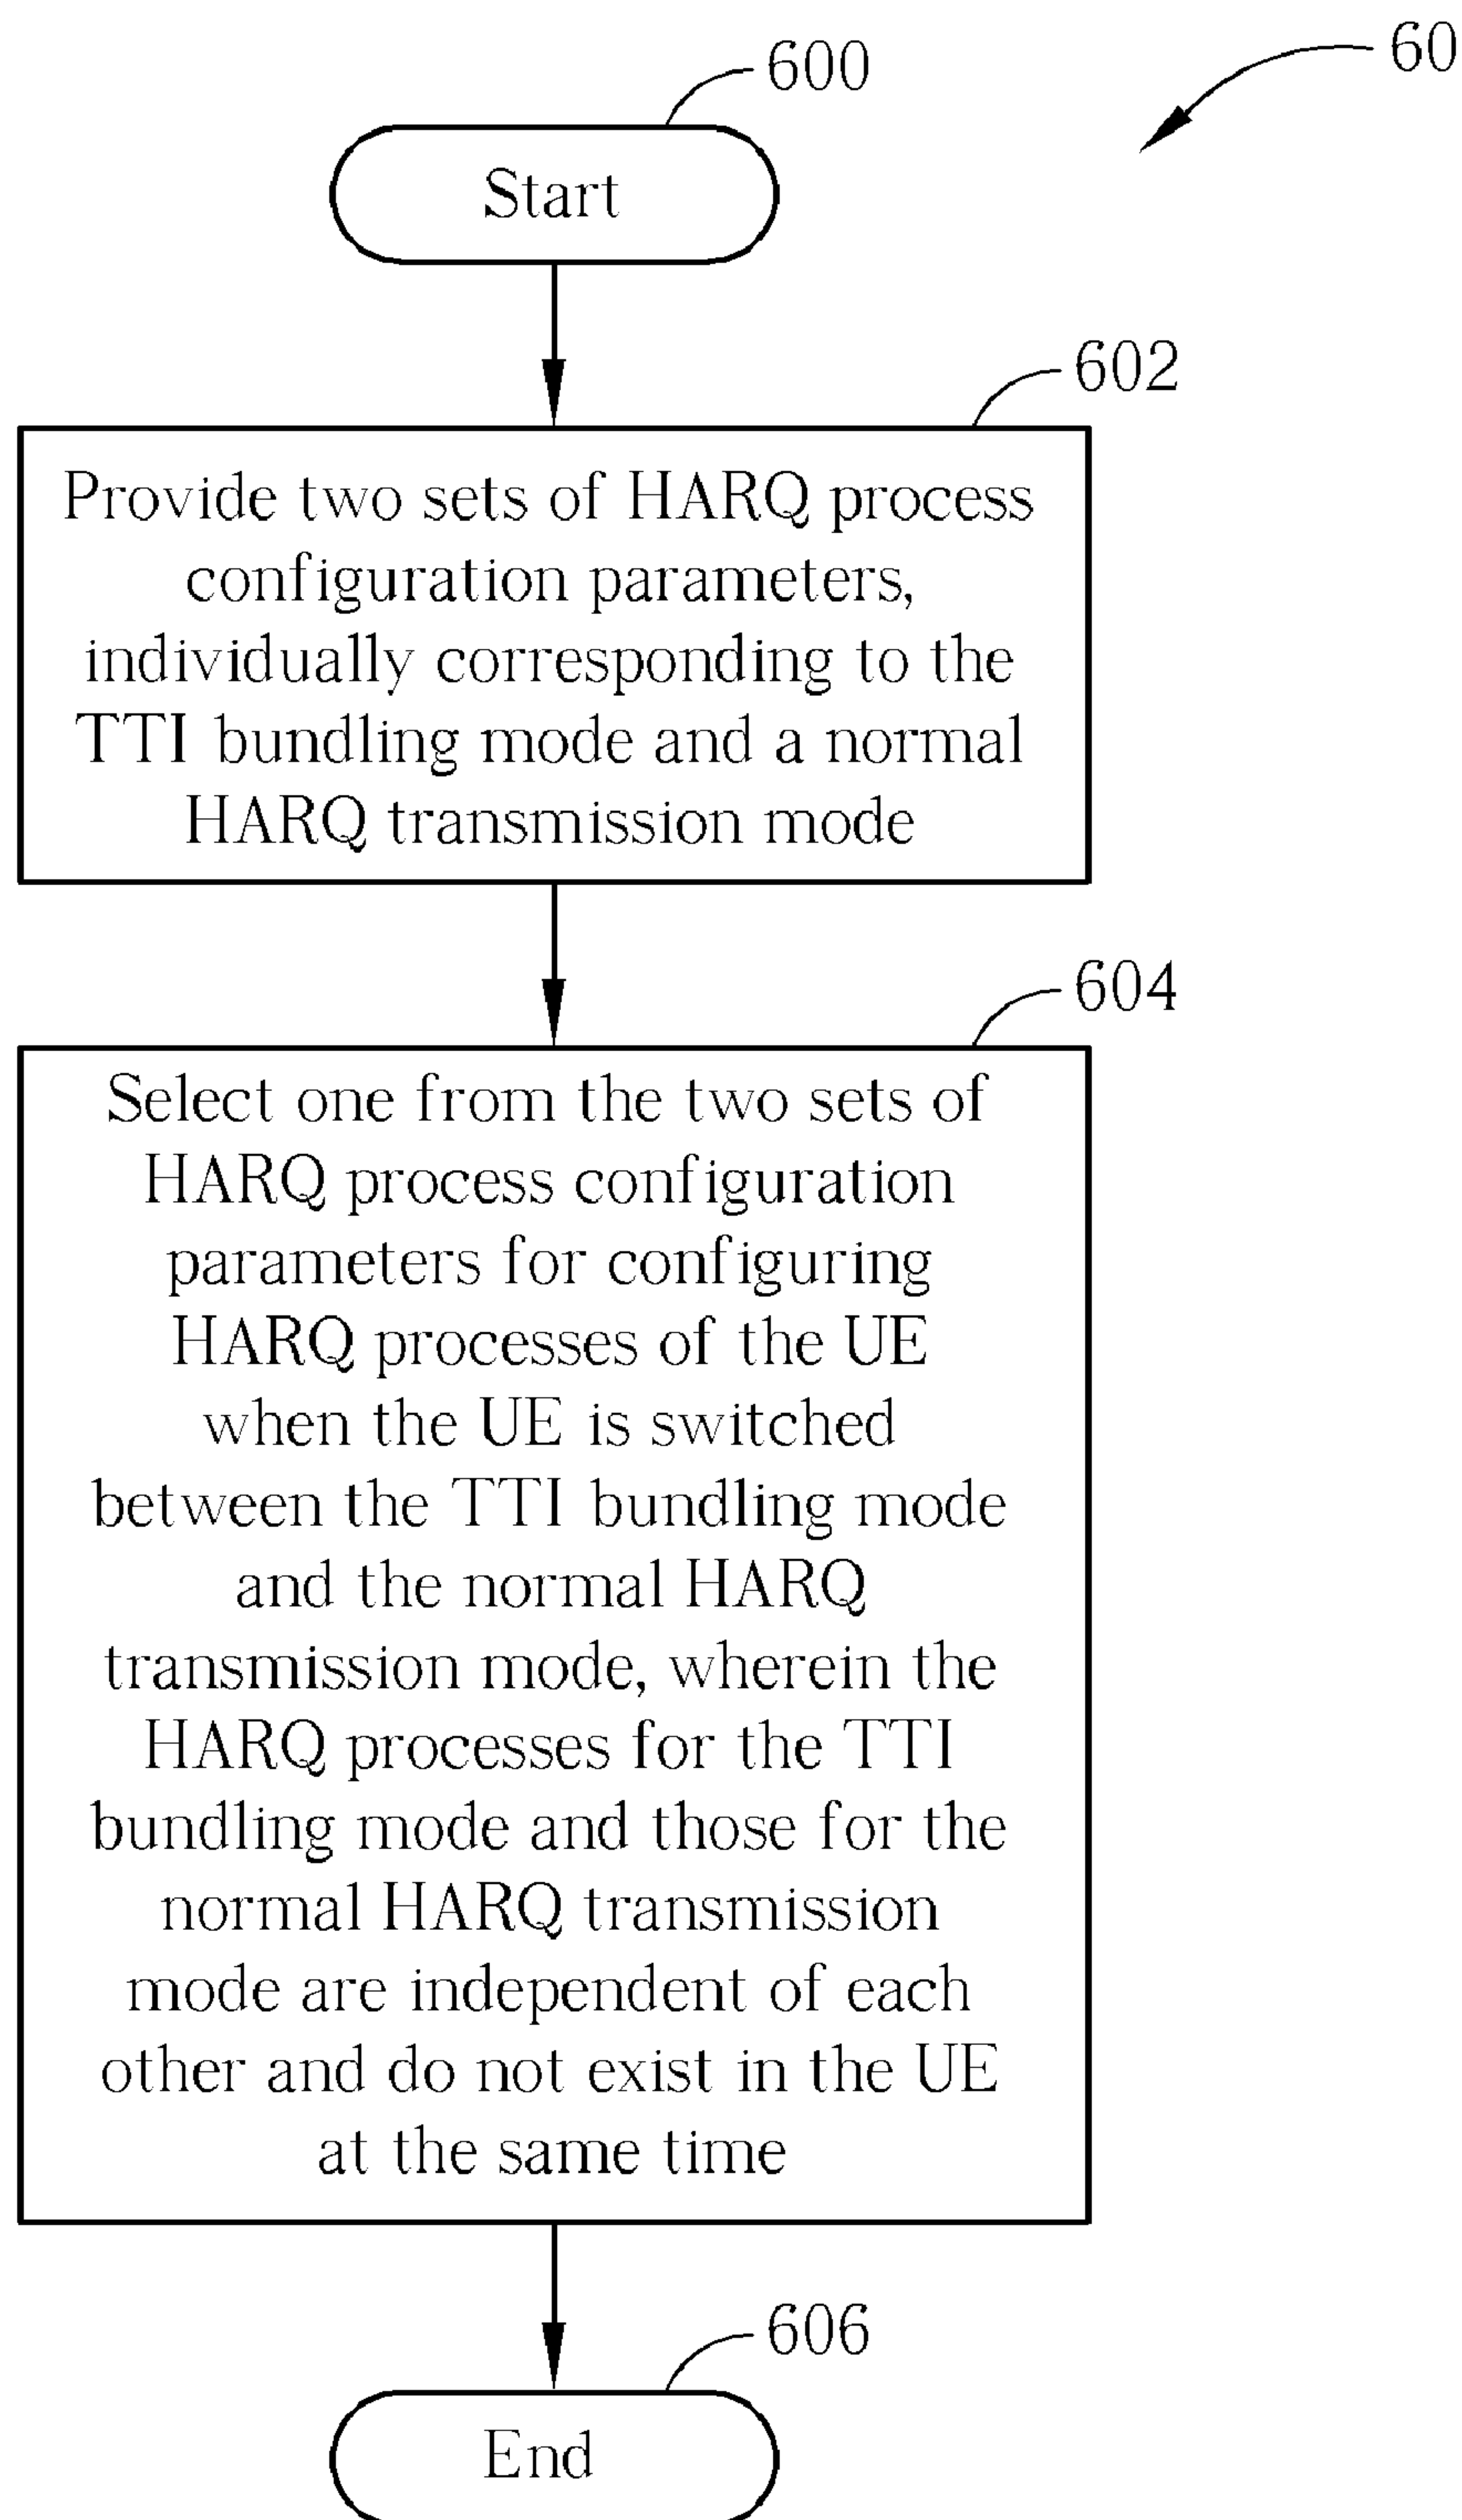 600
60
Start
602
Provide two sets of HARQ process
configuration parameters,
individually corresponding to the
TTI bundling mode and a normal
HARQ transmission mode
604
Select one from the two sets of
HARQ process configuration
parameters for configuring
HARQ processes of the UE
when the UE is switched
between the TTI bundling mode
and the normal HARQ
transmission mode, wherein the
HARQ processes for the TTI
bundling mode and those for the
normal HARQ transmission
mode are independent of each
other and do not exist in the UE
at the same time
606
End